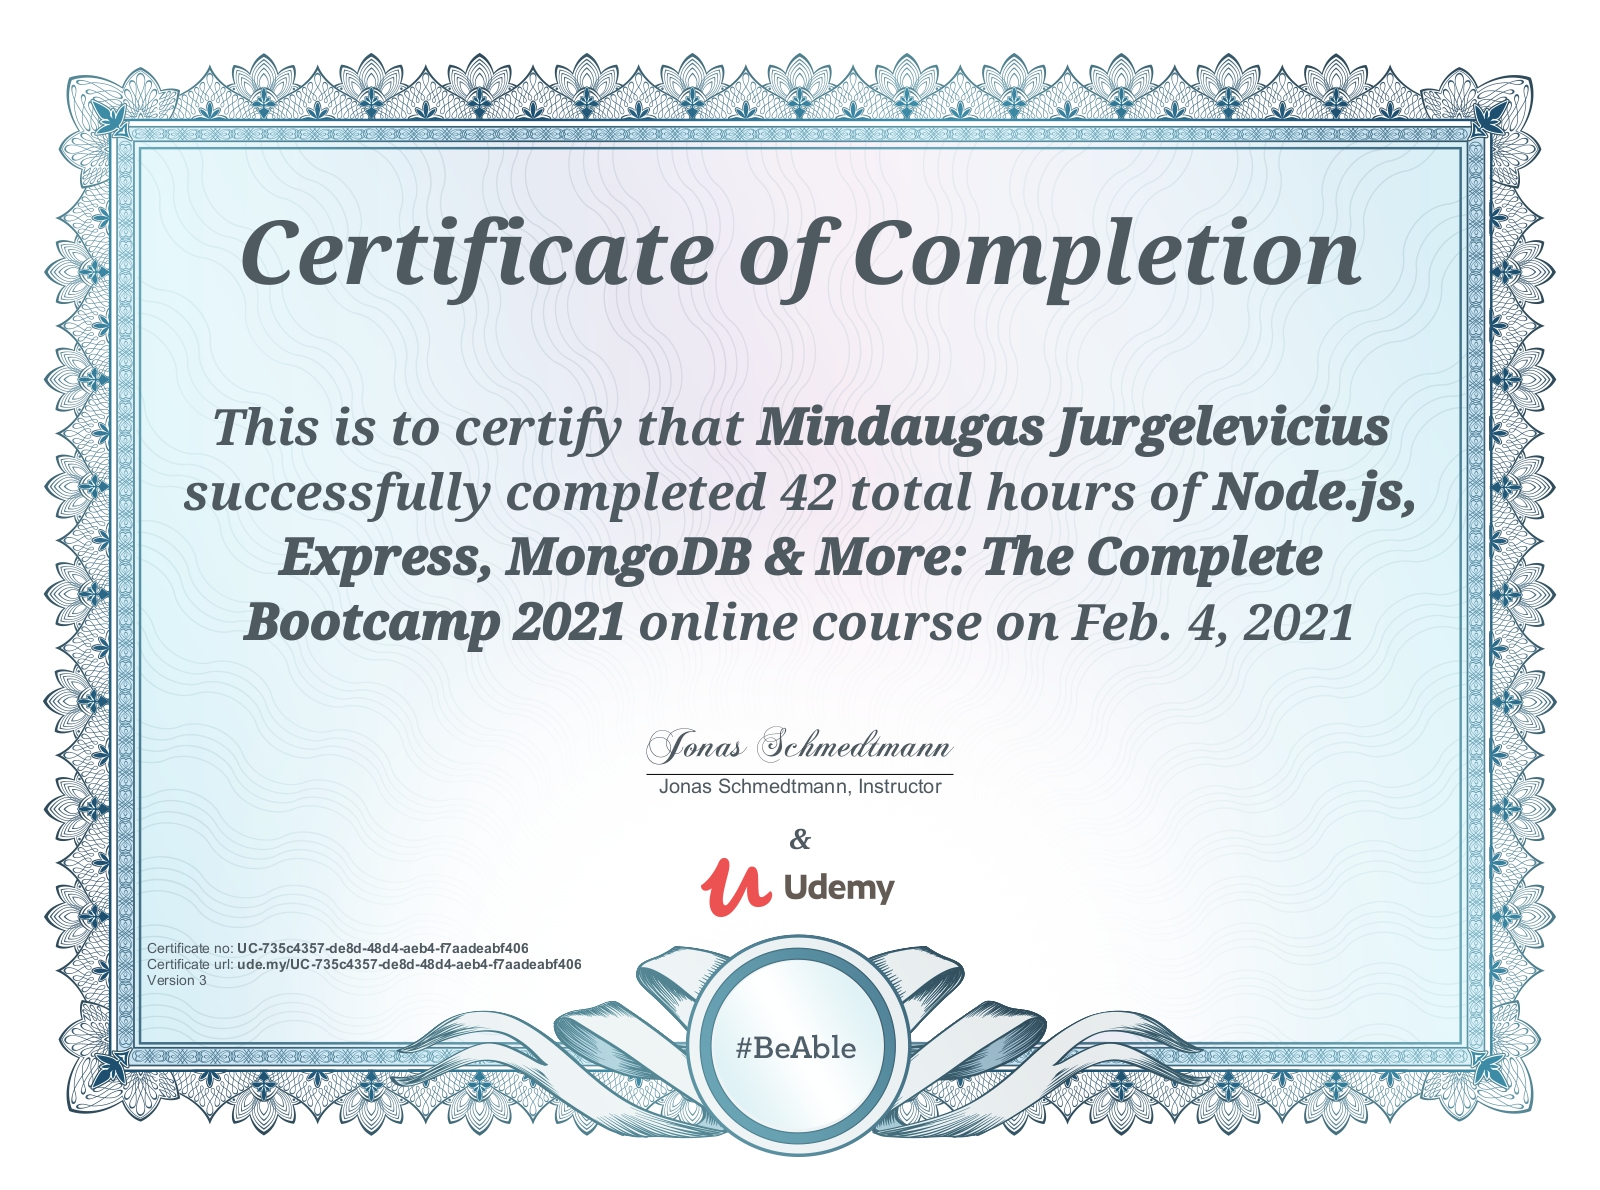 Certificate of Completion
This is to certify that Mindaugas Jurgelevicius
successfully completed 42 total hours of Node.js,
Express, MongoDB & More: The Complete
Bootcamp 2021 online course on Feb. 4, 2021
Jonas Schmedtmann
Jonas Schmedtmann, Instructor
&
Udemy
Certificate no: UC-735c4357-de8d-48d4-aeb4-f7aadeabf406
Certificate url: ude.my/UC-735c4357-de8d-48d4-aeb4-f7aadeabf406
Version 3
#BeAble